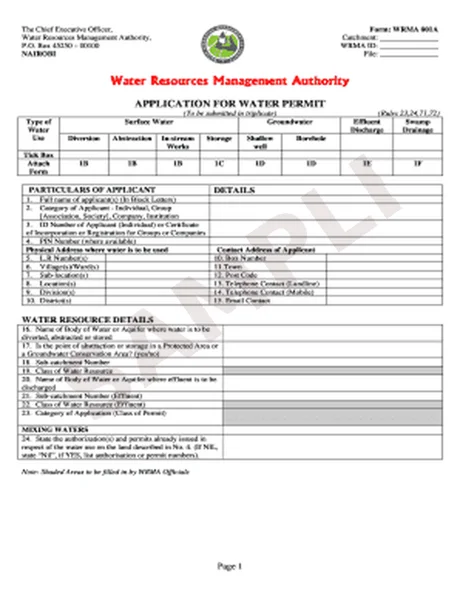 The Chief Executive Officer,
Water Resources Management Authority,
P.O. Box 45250 – 00100
NAIROBI
Form: WRMA 001A
Catchment:
WRMA ID:
File:
Water Resources Management Authority
APPLICATION FOR WATER PERMIT
(To be submitted in triplicate) (Rules 23,24,71,72)
Type of Water Use Surface Water Groundwater Effluent Discharge Swamp Drainage
Diversion Abstraction In-stream Works Storage Shallow well Borehole
Tick Box
Attach Form 1B 1B 1B 1C 1D 1D 1E 1F
PARTICULARS OF APPLICANT DETAILS
1. Full name of applicant(s) (In Block Letters)
2. Category of Applicant - Individual, Group
[Association, Society], Company, Institution
3. ID Number of Applicant (Individual) or Certificate
of Incorporation or Registration for Groups or Companies
4. PIN Number (where available)
Physical Address where water is to be used Contact Address of Applicant
5. L.R Number(s) 10. Box Number
6. Village(s)/Ward(s) 11.Town
7. Sub-location(s) 12. Post Code
8. Location(s) 13. Telephone Contact (Landline)
9. Division(s) 14. Telephone Contact (Mobile)
10. District(s) 15. Email Contact
WATER RESOURCE DETAILS
16. Name of Body of Water or Aquifer where water is to be
diverted, abstracted or stored
17. Is the point of abstraction or storage in a Protected Area or
a Groundwater Conservation Area? (yes/no)
18. Sub-catchment Number
19. Class of Water Resource
20. Name of Body of Water or Aquifer where effluent is to be
discharged
21. Sub-catchment Number (Effluent)
22. Class of Water Resource (Effluent)
23. Category of Application (Class of Permit)
MIXING WATERS
24. State the authorization(s) and permits already issued in
respect of the water use on the land described in No. 4. (If NIL,
state "Nil", if YES, list authorisation or permit numbers).
Note: Shaded Areas to be filled in by WRMA Officials
Page 1
SAMPLE